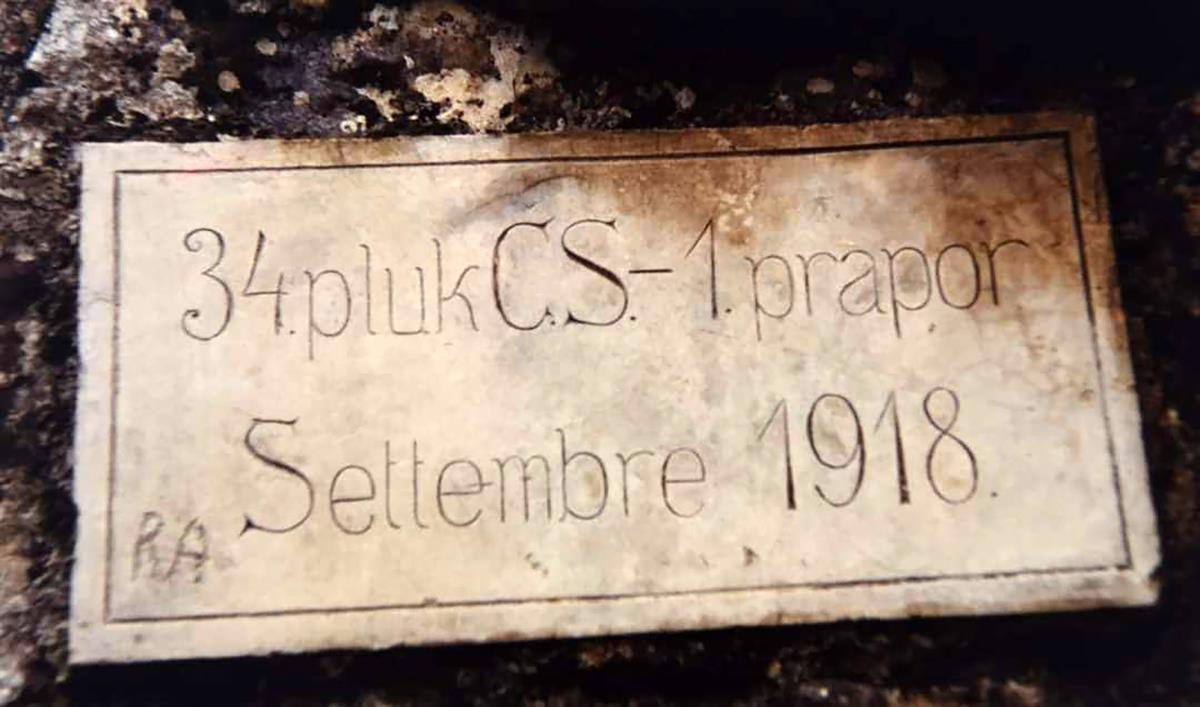 34. pluk Č.S. - 1. prapor
Settembre 1918.
RA